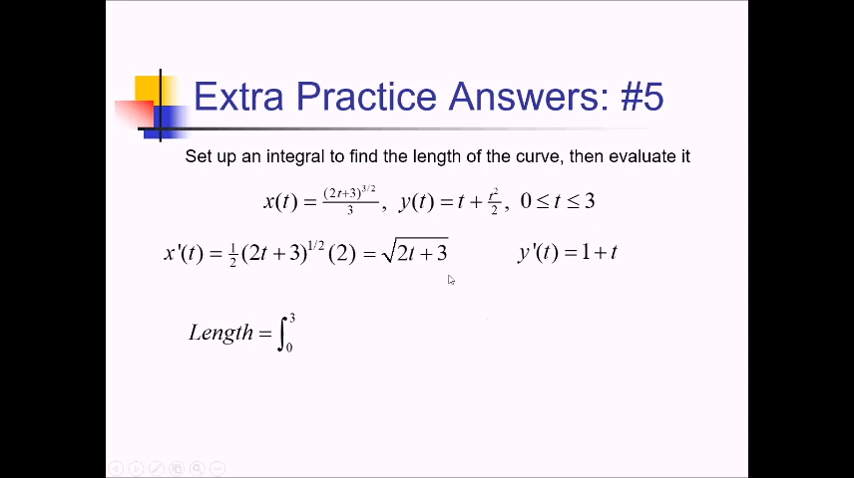 Extra Practice Answers: #5
Set up an integral to find the length of the curve, then evaluate it
x(t) = (2t+3)^{3/2}/3, y(t) = t + t²/2, 0 ≤ t ≤ 3
x'(t) = ½(2t + 3)^{1/2}(2) = √(2t + 3) y'(t) = 1 + t
Length = ∫₀³